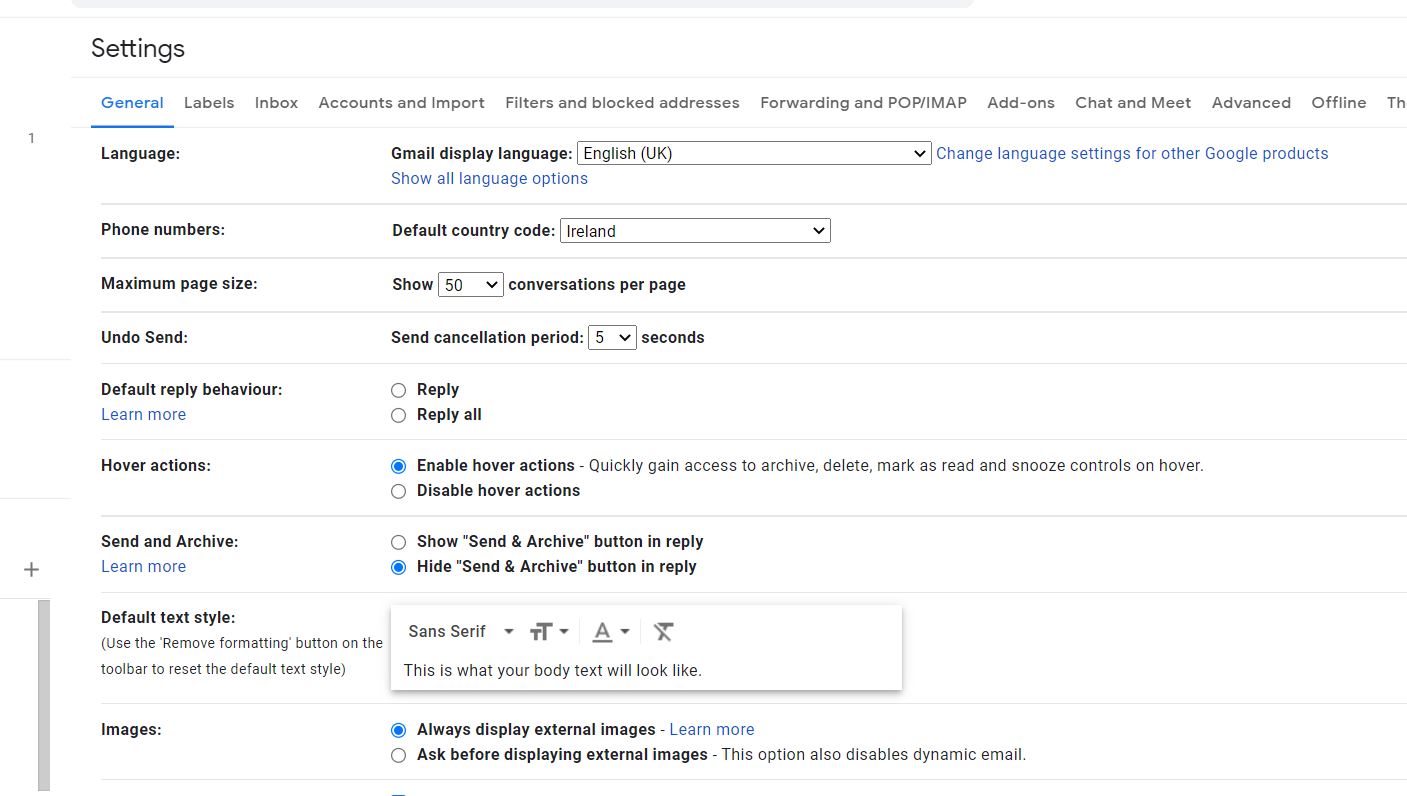 Settings
General Labels Inbox Accounts and Import Filters and blocked addresses Forwarding and POP/IMAP Add-ons Chat and Meet Advanced Offline Th
1
Language: Gmail display language: English (UK) Change language settings for other Google products
Show all language options
Phone numbers: Default country code: Ireland
Maximum page size: Show 50 conversations per page
Undo Send: Send cancellation period: 5 seconds
Default reply behaviour: Reply
Learn more Reply all
Hover actions: Enable hover actions - Quickly gain access to archive, delete, mark as read and snooze controls on hover.
Disable hover actions
Send and Archive: Show "Send & Archive" button in reply
Learn more Hide "Send & Archive" button in reply
Default text style:
(Use the 'Remove formatting' button on the
toolbar to reset the default text style)
Sans Serif
This is what your body text will look like.
Images: Always display external images - Learn more
Ask before displaying external images - This option also disables dynamic email.